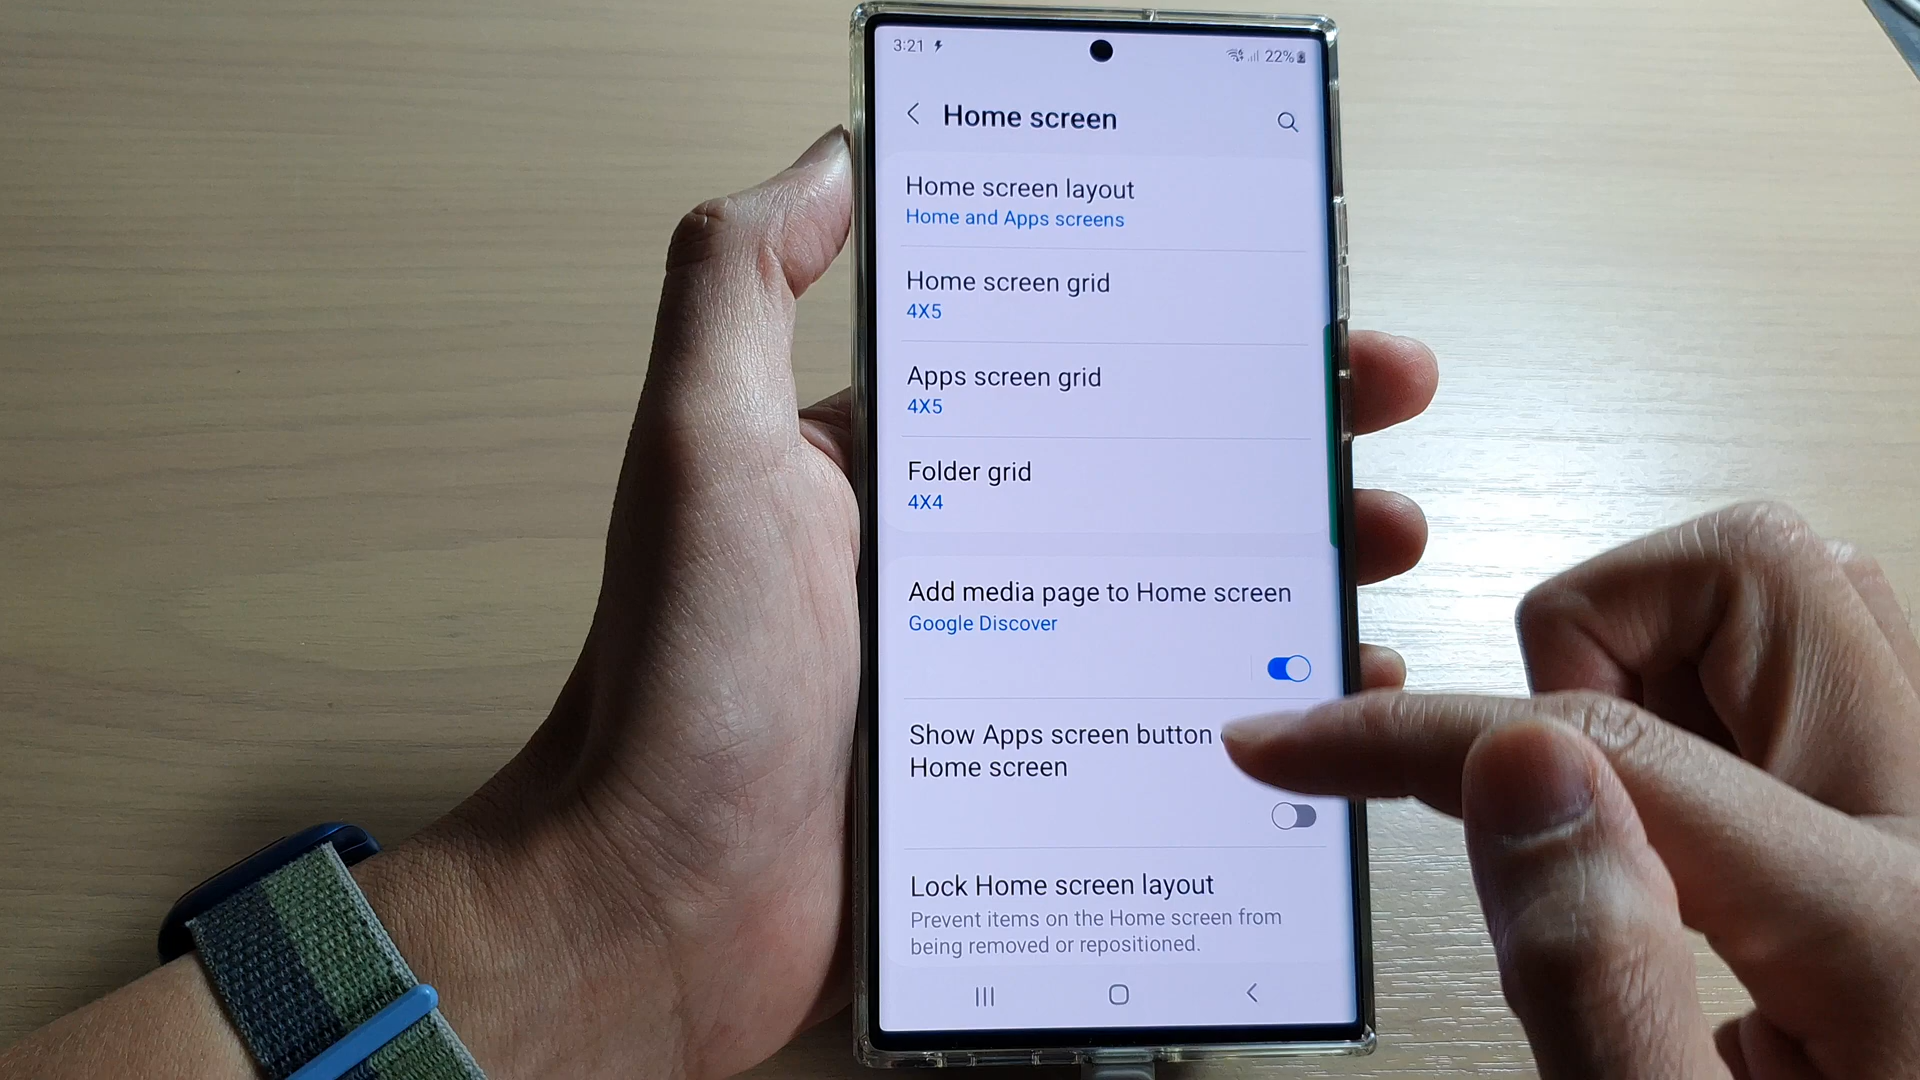 3:21
22%
Home screen
Home screen layout
Home and Apps screens
Home screen grid
4X5
Apps screen grid
4X5
Folder grid
4X4
Add media page to Home screen
Google Discover
Show Apps screen button
Home screen
Lock Home screen layout
Prevent items on the Home screen from
being removed or repositioned.